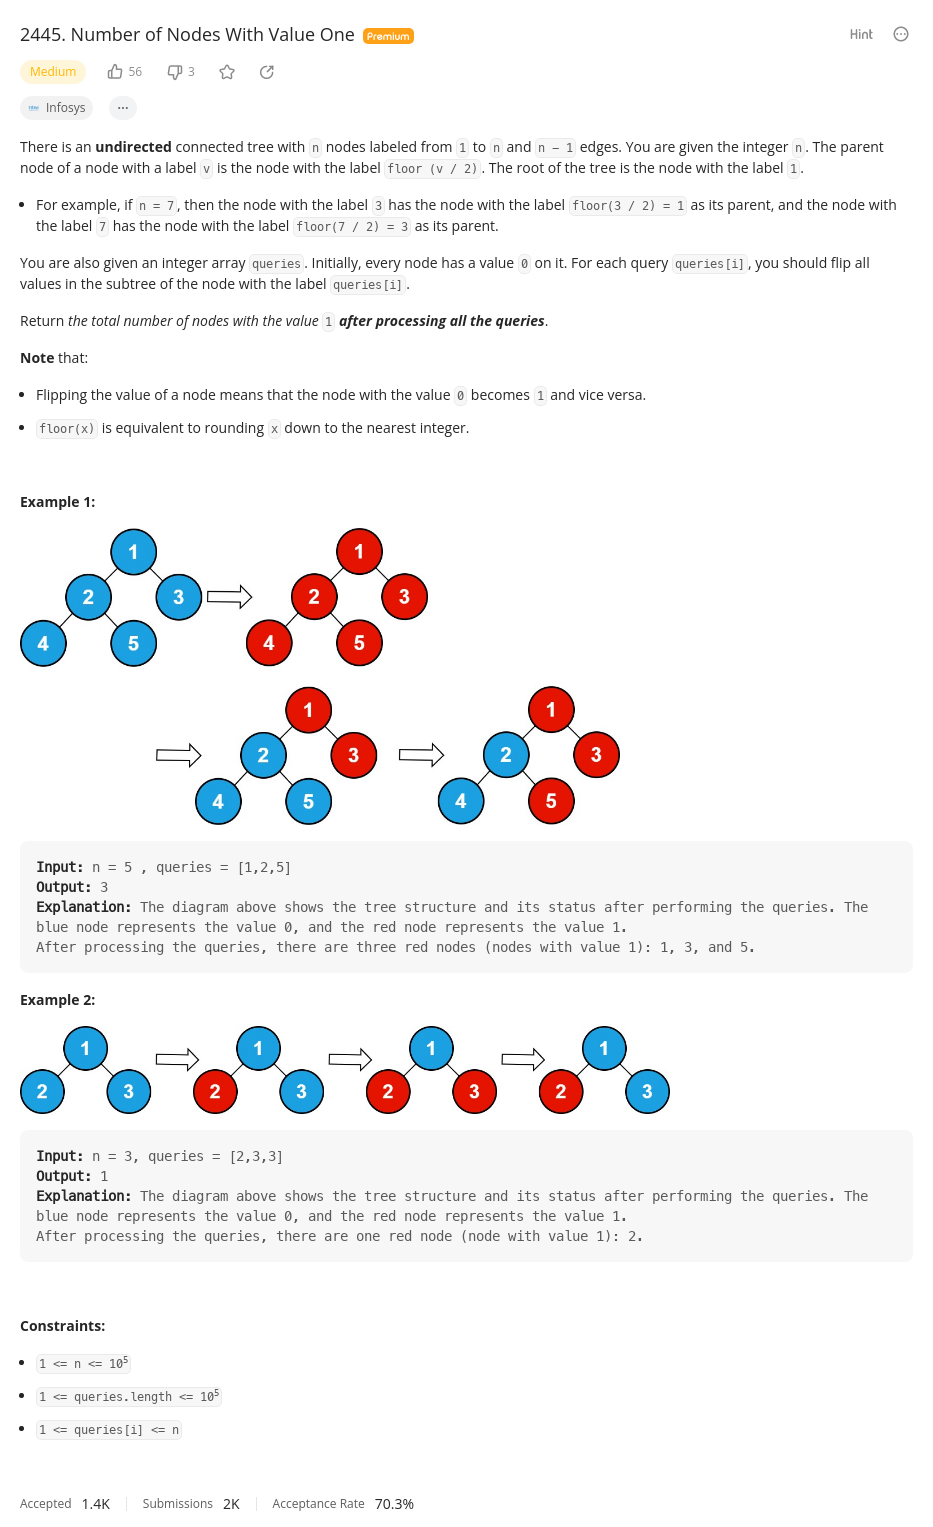 2445. Number of Nodes With Value One Premium Hint
Medium 56 3
Infosys ...
There is an undirected connected tree with n nodes labeled from 1 to n and n - 1 edges. You are given the integer n. The parent
node of a node with a label v is the node with the label floor (v / 2). The root of the tree is the node with the label 1.
For example, if n = 7, then the node with the label 3 has the node with the label floor(3 / 2) = 1 as its parent, and the node with
the label 7 has the node with the label floor(7 / 2) = 3 as its parent.
You are also given an integer array queries. Initially, every node has a value 0 on it. For each query queries[i], you should flip all
values in the subtree of the node with the label queries[i].
Return the total number of nodes with the value 1 after processing all the queries.
Note that:
Flipping the value of a node means that the node with the value 0 becomes 1 and vice versa.
floor(x) is equivalent to rounding x down to the nearest integer.
Example 1:
1 1
2 3 2 3
4 5 4 5
1 1
2 3 2 3
4 5 4 5
Input: n = 5 , queries = [1,2,5]
Output: 3
Explanation: The diagram above shows the tree structure and its status after performing the queries. The
blue node represents the value 0, and the red node represents the value 1.
After processing the queries, there are three red nodes (nodes with value 1): 1, 3, and 5.
Example 2:
1 1 1 1
2 3 2 3 2 3 2 3
Input: n = 3, queries = [2,3,3]
Output: 1
Explanation: The diagram above shows the tree structure and its status after performing the queries. The
blue node represents the value 0, and the red node represents the value 1.
After processing the queries, there are one red node (node with value 1): 2.
Constraints:
1 <= n <= 10⁵
1 <= queries.length <= 10⁵
1 <= queries[i] <= n
Accepted 1.4K Submissions 2K Acceptance Rate 70.3%